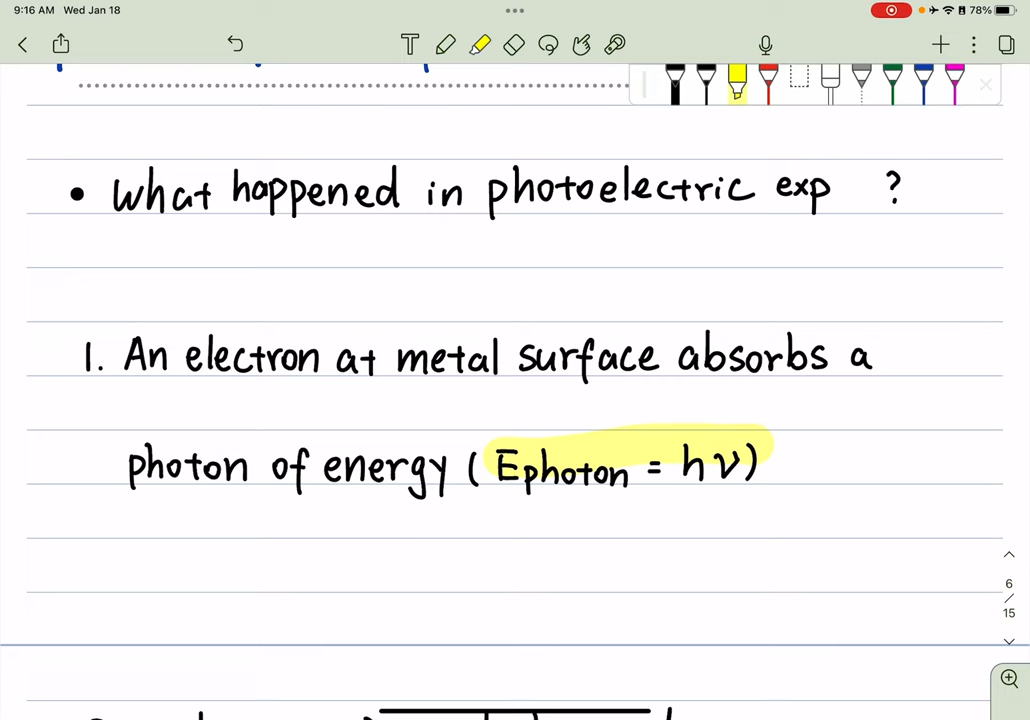 9:16 AM Wed Jan 18
78%
• What happened in photoelectric exp ?
1. An electron at metal surface absorbs a
photon of energy ( Ephoton = hν)
6
/
15